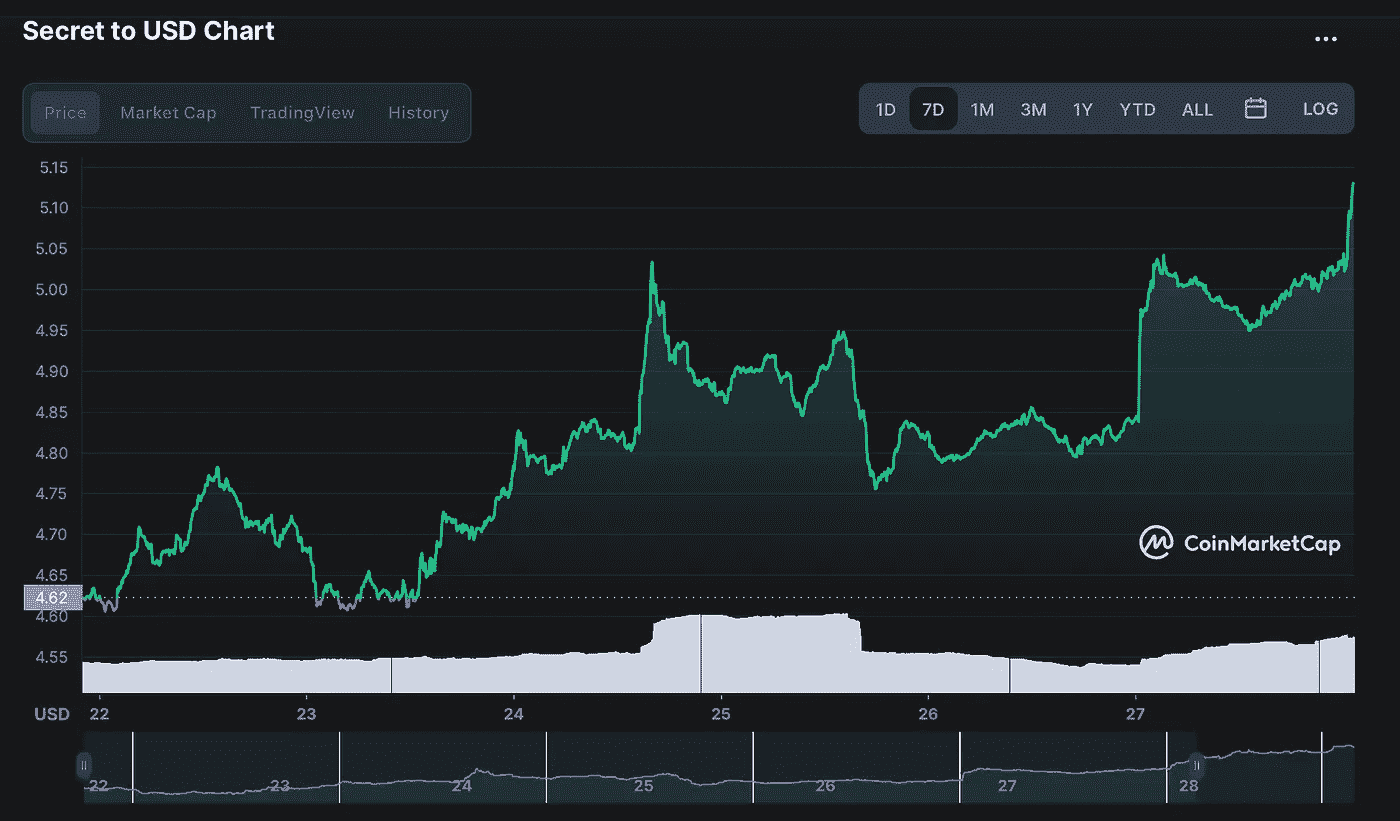 Secret to USD Chart
Price Market Cap TradingView History
1D 7D 1M 3M 1Y YTD ALL LOG
5.15
5.10
5.05
5.00
4.95
4.90
4.85
4.80
4.75
4.70
CoinMarketCap
4.65
4.62
4.60
4.55
USD 22 23 24 25 26 27
22 23 24 25 26 27 28